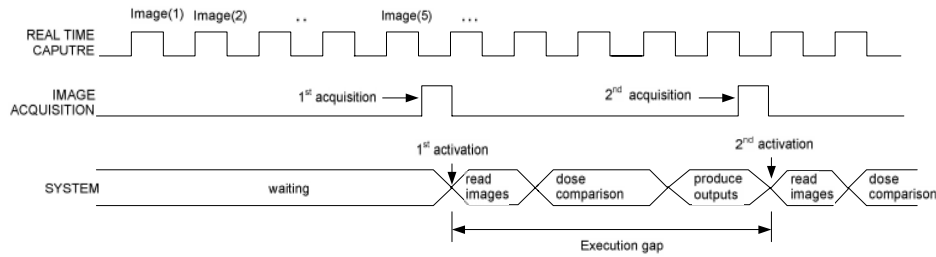 Image(1) Image(2) .. Image(5) ...
REAL TIME
CAPUTRE
IMAGE
ACQUISITION
1st acquisition
2nd acquisition
1st activation
2nd activation
SYSTEM
waiting
read
images
dose
comparison
produce
outputs
read
images
dose
comparison
Execution gap